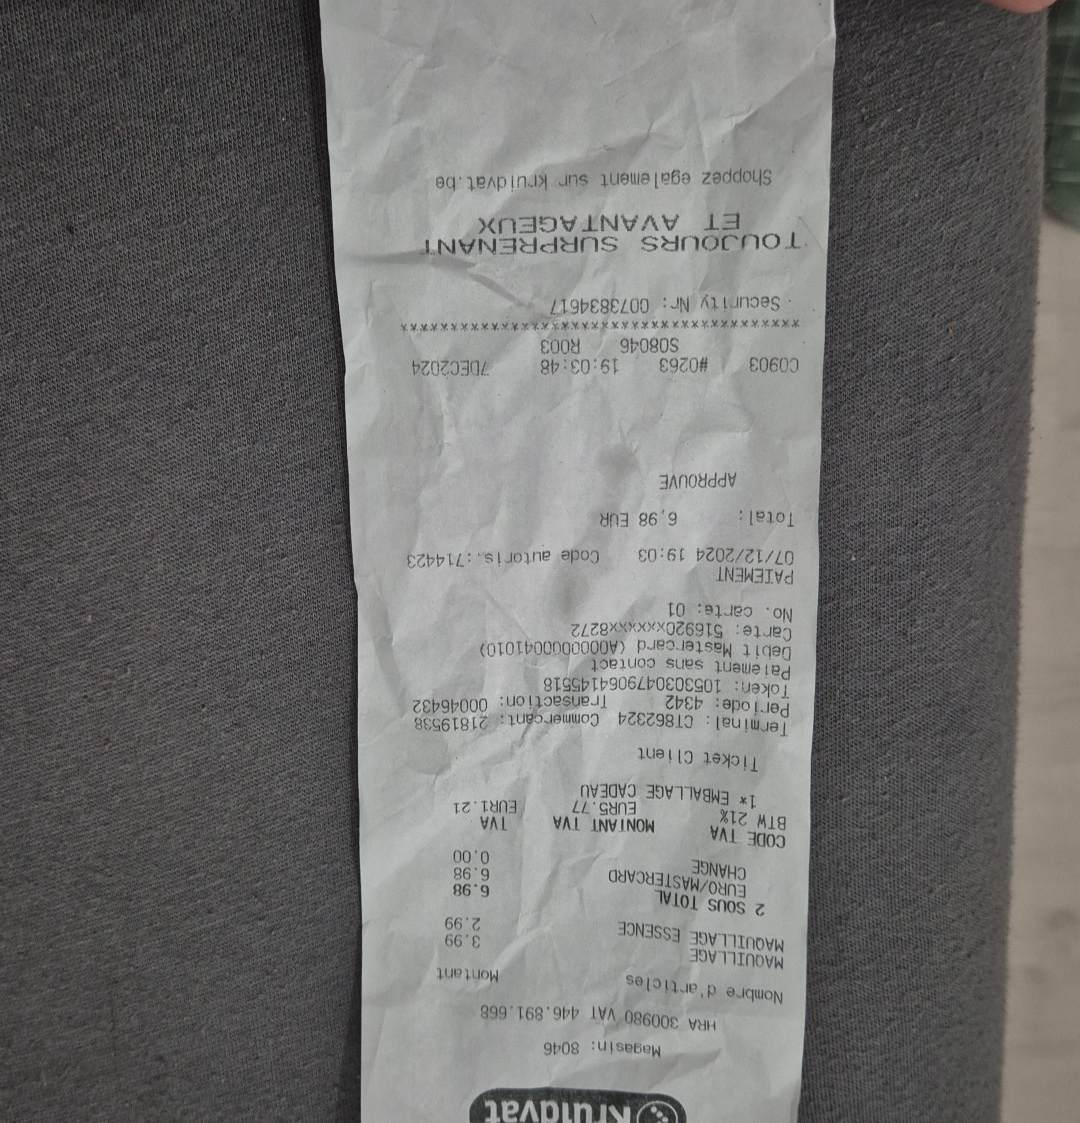 Kruidvat
Magasin: 8046
HRA 300980 VAT 446.891.668
Nombre d'articles Montant
MAQUILLAGE 3.99
MAQUILLAGE ESSENCE 2.99
2 SOUS TOTAL 6.98
EURO/MASTERCARD 6.98
CHANGE 0.00
CODE TVA MONTANT TVA TVA
BTW 21% EUR5.77 EUR1.21
1* EMBALLAGE CADEAU
Ticket Client
Terminal: CT862324 Commerçant: 21819538
Periode: 4342 Transaction: 00046432
Token: 1053030479064145518
Paiement sans contact
Debit Mastercard (A0000000041010)
Carte: 516920xxxxxx8272
No. carte: 01
PAIEMENT
07/12/2024 19:03 Code autoris.:714423
Total: 6,98 EUR
APPROUVE
C0903 #0263 19:03:48 7DEC2024
S08046 R003
****************************************
Security Nr: 0073834617
TOUJOURS SURPRENANT
ET AVANTAGEUX
Shoppez egalement sur kruidvat.be